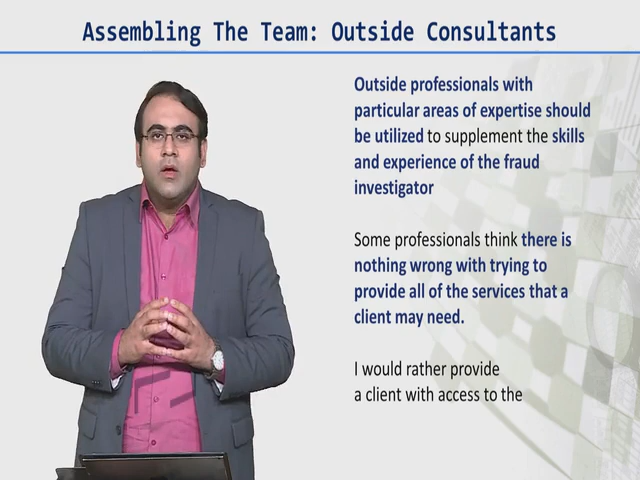 Assembling The Team: Outside Consultants
Outside professionals with
particular areas of expertise should
be utilized to supplement the skills
and experience of the fraud
investigator
Some professionals think there is
nothing wrong with trying to
provide all of the services that a
client may need.
I would rather provide
a client with access to the